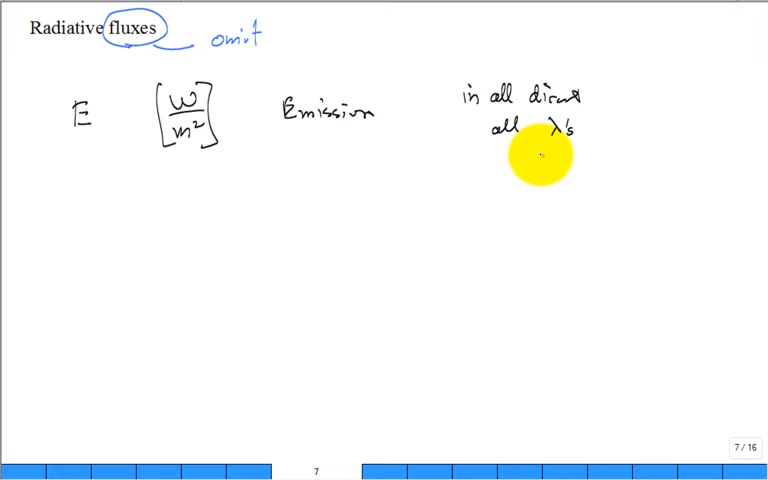 Radiative fluxes omit
E [W/m²] Emission in all direct
all λ's
7 / 16
7